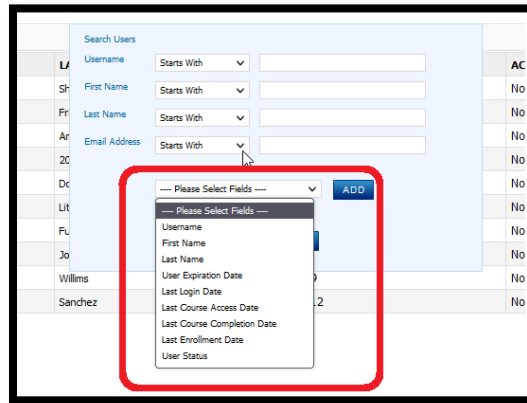 Search Users
Username Starts With
LA AC
First Name Starts With
Sh No
Fri No
Last Name Starts With
Ar No
Email Address Starts With
20 No
Do ---- Please Select Fields ---- ADD No
Lit ---- Please Select Fields ---- No
Username
Fu First Name No
Jo Last Name No
Willims User Expiration Date 9 No
Last Login Date
Sanchez Last Course Access Date 12 No
Last Course Completion Date
Last Enrollment Date
User Status